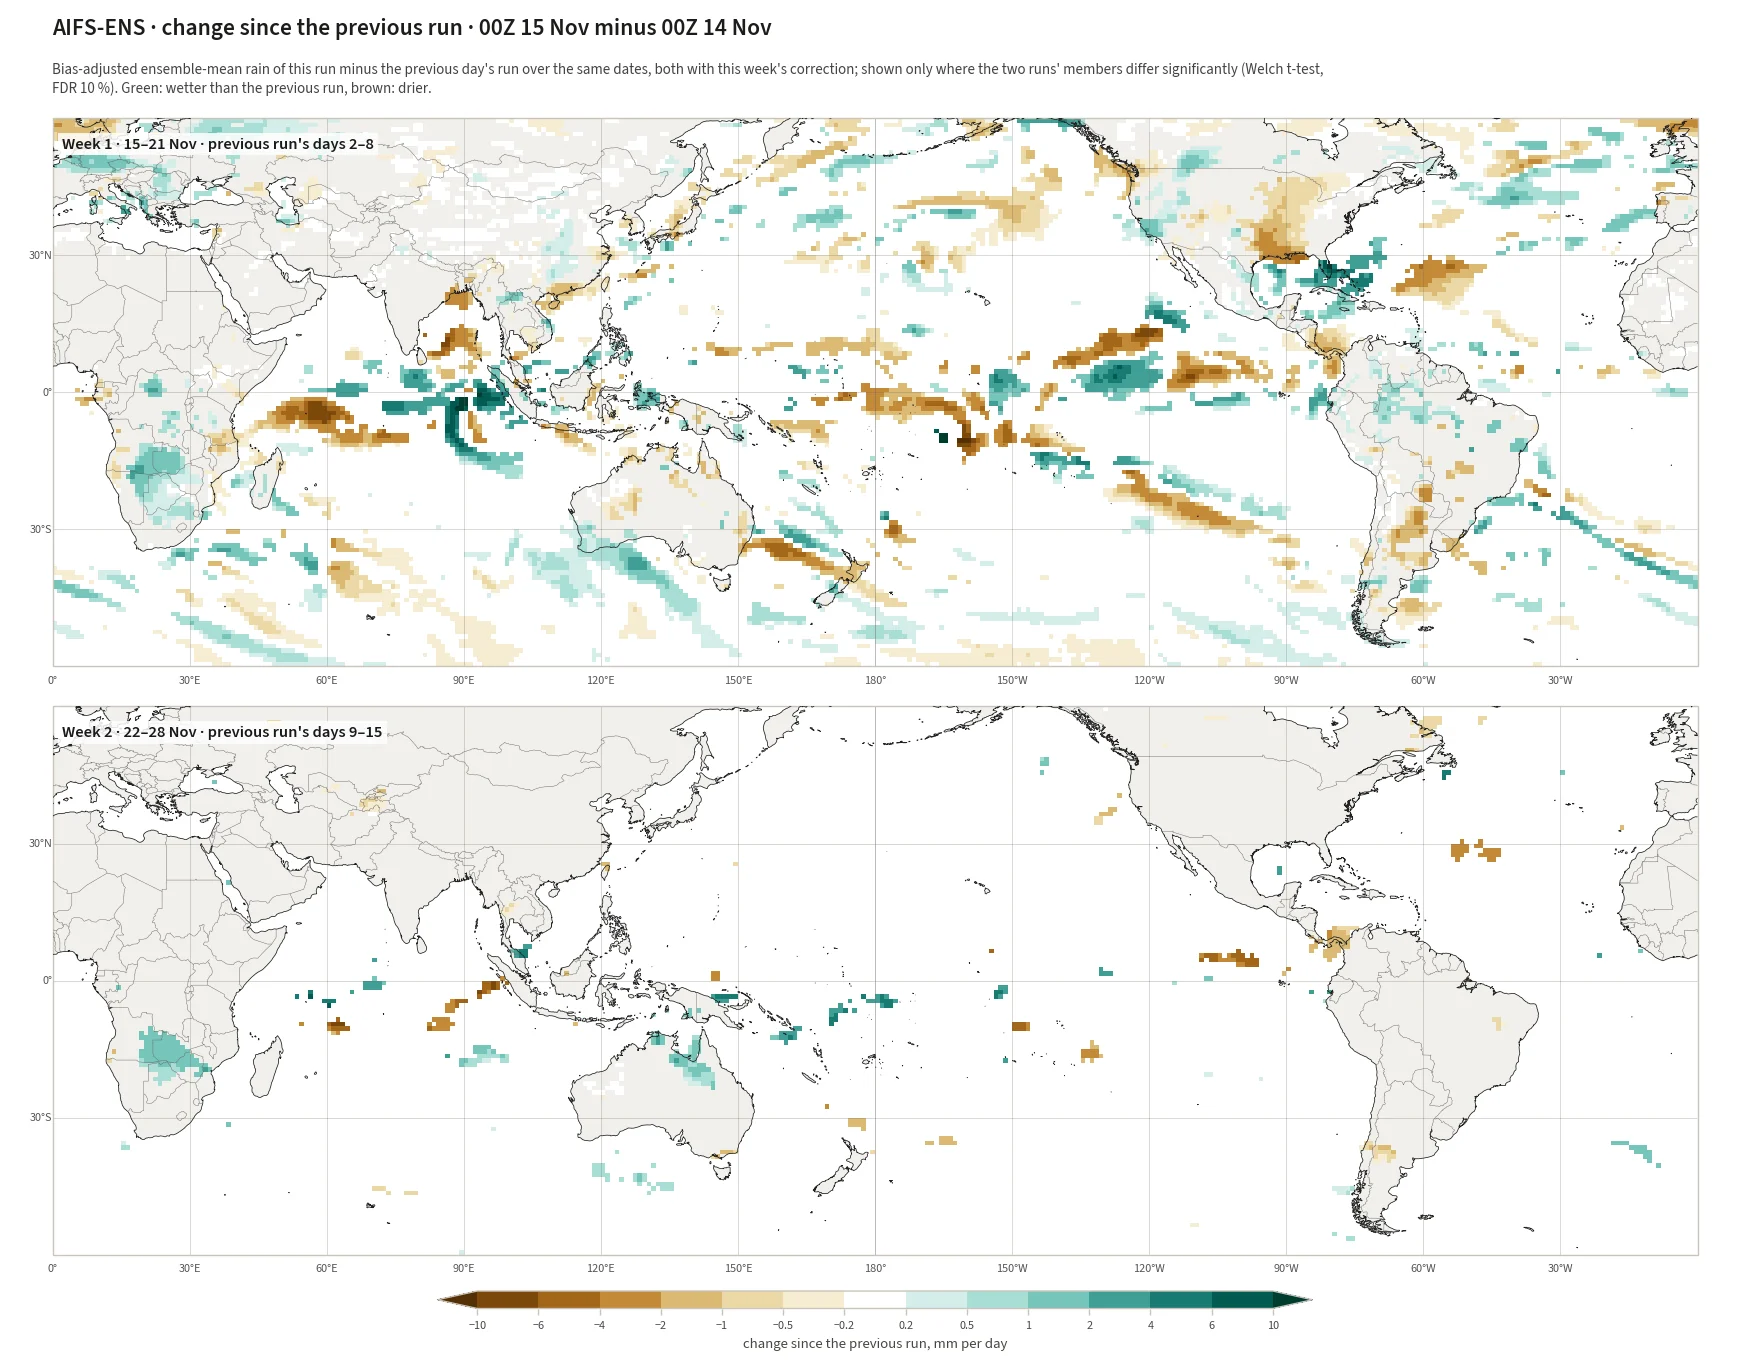 AIFS-ENS · change since the previous run · 00Z 15 Nov minus 00Z 14 Nov
Bias-adjusted ensemble-mean rain of this run minus the previous day's run over the same dates, both with this week's correction; shown only where the two runs' members differ significantly (Welch t-test,
FDR 10 %). Green: wetter than the previous run, brown: drier.
Week 1 · 15–21 Nov · previous run's days 2–8
30°N
0°
30°S
0° 30°E 60°E 90°E 120°E 150°E 180° 150°W 120°W 90°W 60°W 30°W
Week 2 · 22–28 Nov · previous run's days 9–15
30°N
0°
30°S
0° 30°E 60°E 90°E 120°E 150°E 180° 150°W 120°W 90°W 60°W 30°W
−10 −6 −4 −2 −1 −0.5 −0.2 0.2 0.5 1 2 4 6 10
change since the previous run, mm per day